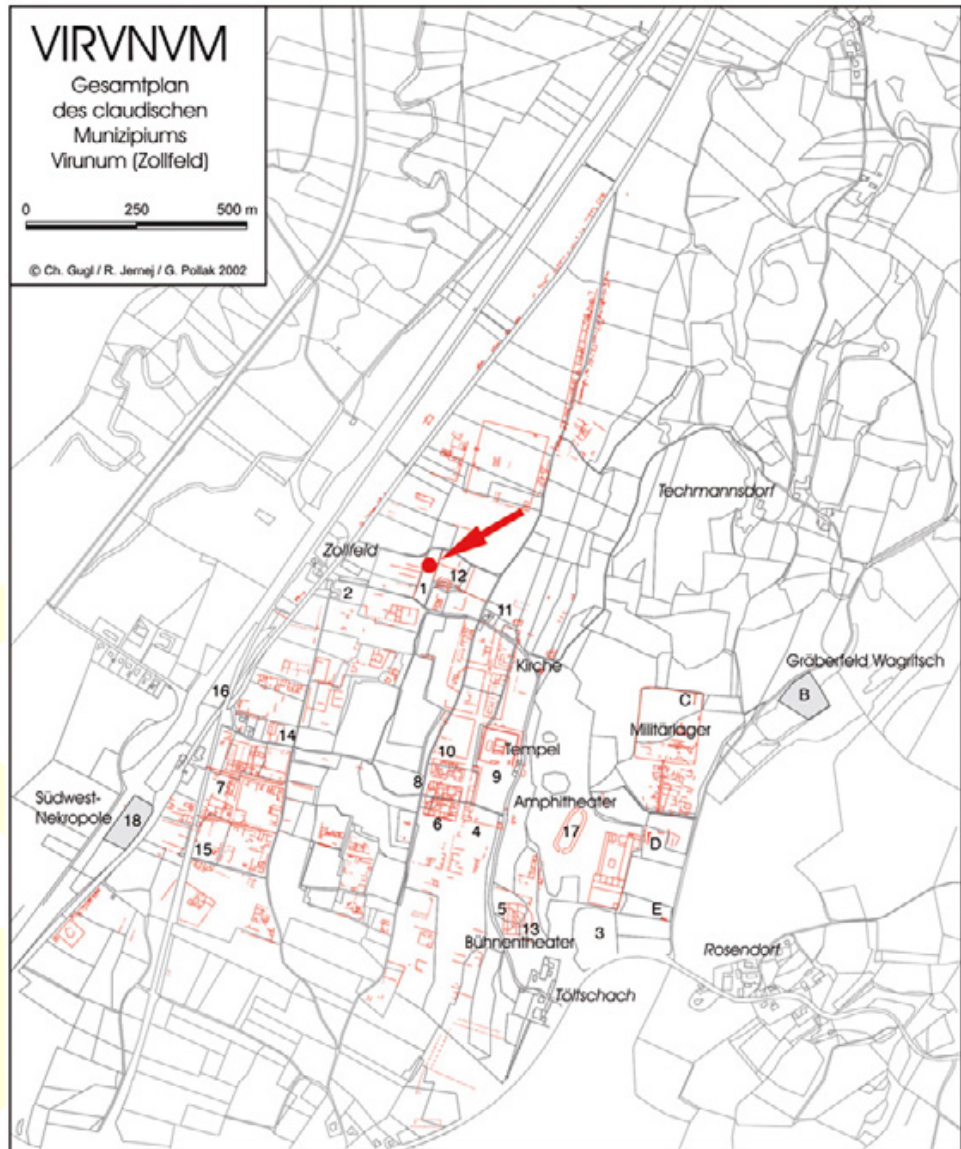 VIRVNVM
Gesamtplan
des claudischen
Munizipiums
Virunum (Zollfeld)
0 250 500 m
© Ch. Gugl / R. Jernej / G. Pollak 2002
Techmannsdorf
Zollfeld
12
1
2
11
Kirche
Gräberfeld Wagritsch
B
16
C
Militärlager
14
10
Tempel
8
9
7
Amphitheater
Südwest-
Nekropole
18
6
4
17
D
15
5
E
13
3
Bühnentheater
Rosendorf
Töltschach